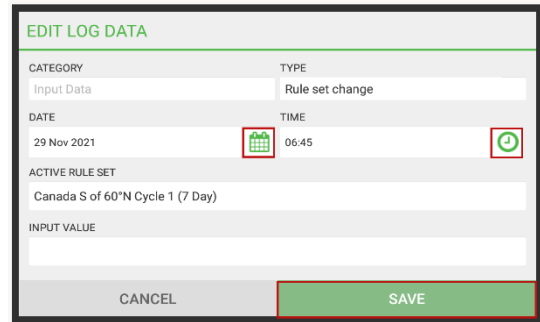 EDIT LOG DATA
CATEGORY TYPE
Input Data Rule set change
DATE TIME
29 Nov 2021 06:45
ACTIVE RULE SET
Canada S of 60°N Cycle 1 (7 Day)
INPUT VALUE
CANCEL SAVE